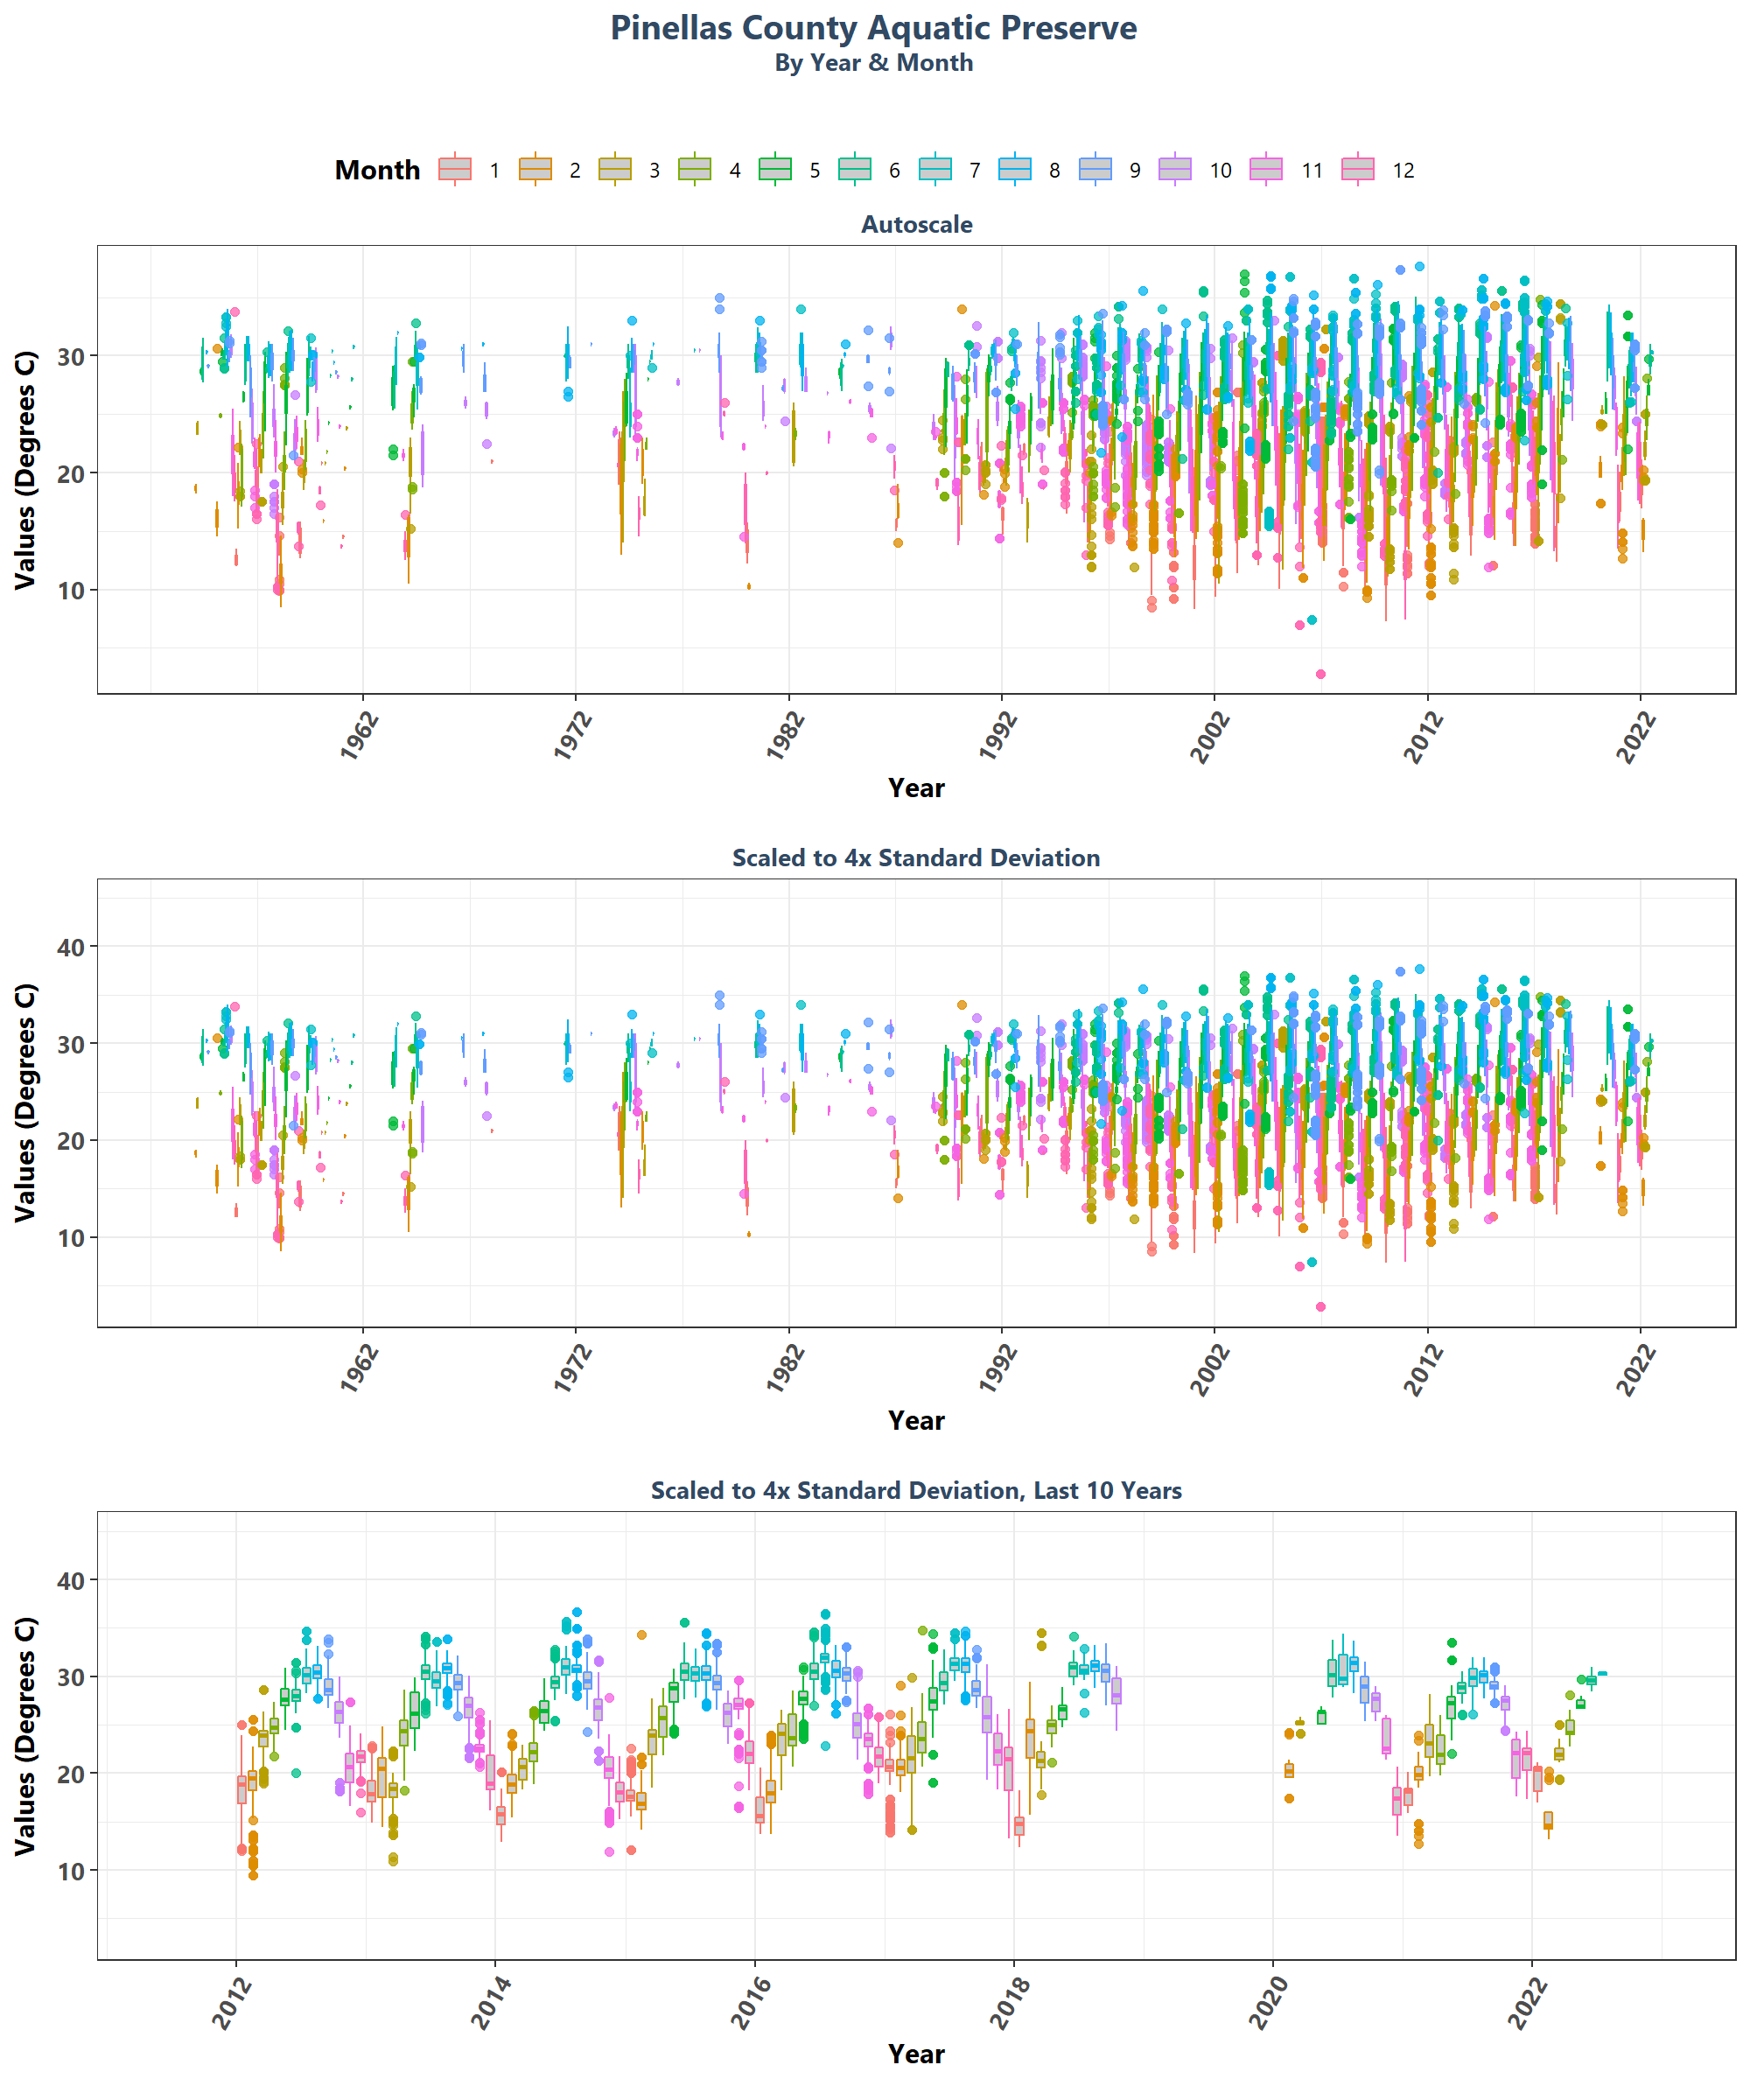 Pinellas County Aquatic Preserve
By Year & Month
Month 1 2 3 4 5 6 7 8 9 10 11 12
Autoscale
Values (Degrees C)
30
20
10
1962 1972 1982 1992 2002 2012 2022
Year
Scaled to 4x Standard Deviation
Values (Degrees C)
40
30
20
10
1962 1972 1982 1992 2002 2012 2022
Year
Scaled to 4x Standard Deviation, Last 10 Years
Values (Degrees C)
40
30
20
10
2012 2014 2016 2018 2020 2022
Year